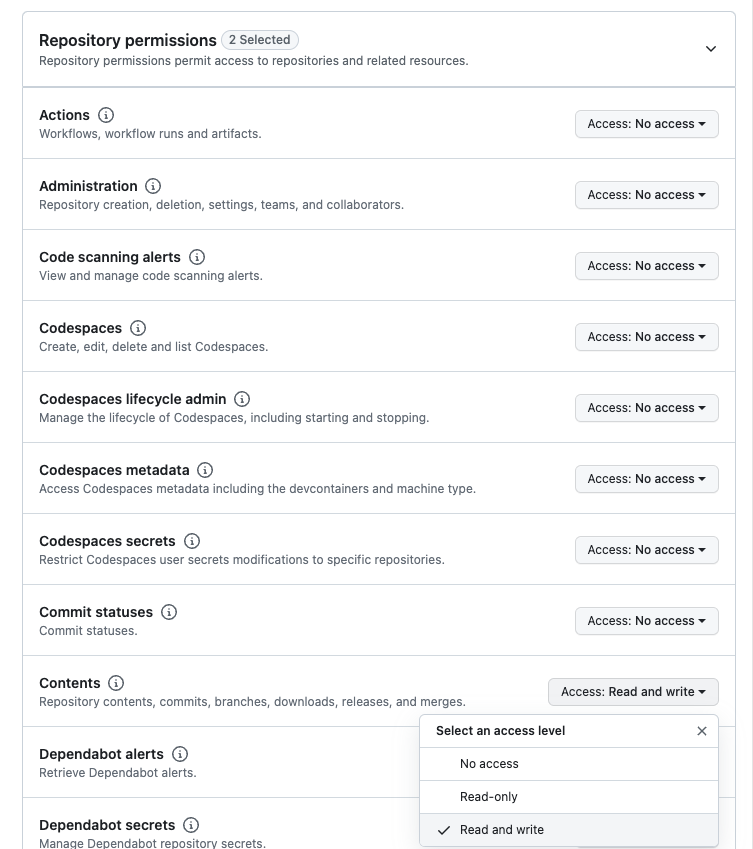 Repository permissions 2 Selected
Repository permissions permit access to repositories and related resources.
Actions
Workflows, workflow runs and artifacts.
Access: No access
Administration
Repository creation, deletion, settings, teams, and collaborators.
Access: No access
Code scanning alerts
View and manage code scanning alerts.
Access: No access
Codespaces
Create, edit, delete and list Codespaces.
Access: No access
Codespaces lifecycle admin
Manage the lifecycle of Codespaces, including starting and stopping.
Access: No access
Codespaces metadata
Access Codespaces metadata including the devcontainers and machine type.
Access: No access
Codespaces secrets
Restrict Codespaces user secrets modifications to specific repositories.
Access: No access
Commit statuses
Commit statuses.
Access: No access
Contents
Repository contents, commits, branches, downloads, releases, and merges.
Access: Read and write
Select an access level
No access
Read-only
Read and write
Dependabot alerts
Retrieve Dependabot alerts.
Dependabot secrets
Manage Dependabot repository secrets.